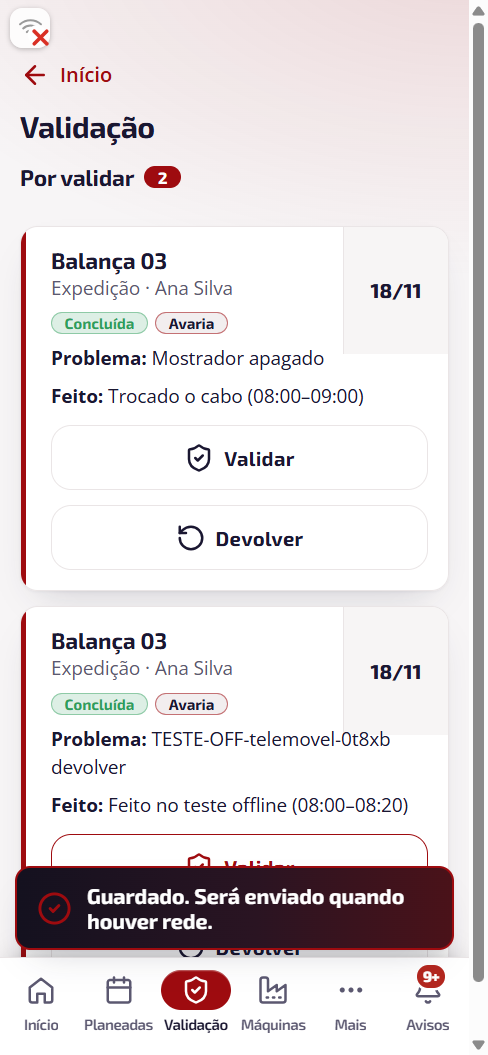 Início
Validação
Por validar 2
Balança 03
Expedição · Ana Silva
18/11
Concluída Avaria
Problema: Mostrador apagado
Feito: Trocado o cabo (08:00–09:00)
Validar
Devolver
Balança 03
Expedição · Ana Silva
18/11
Concluída Avaria
Problema: TESTE-OFF-telemovel-0t8xb
devolver
Feito: Feito no teste offline (08:00–08:20)
Validar
Guardado. Será enviado quando
houver rede.
Devolver
9+
Início Planeadas Validação Máquinas Mais Avisos